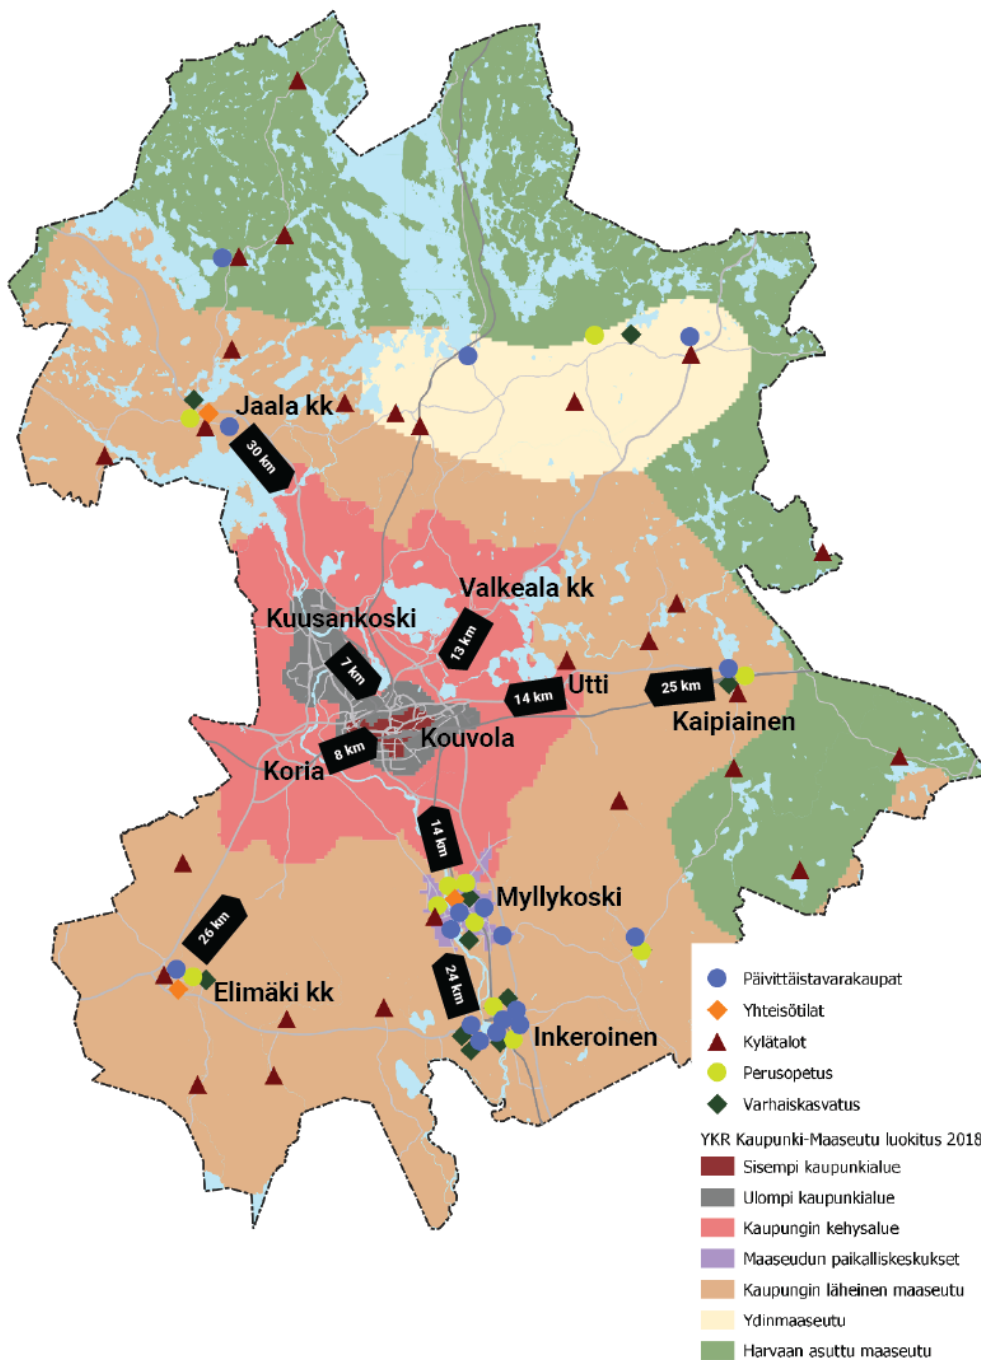 Jaala kk
30 km
Valkeala kk
Kuusankoski
13 km
7 km
Utti
14 km
25 km
Kaipiainen
Kouvola
8 km
Koria
14 km
Myllykoski
26 km
Elimäki kk
24 km
Inkeroinen
Päivittäistavarakaupat
Yhteisötilat
Kylätalot
Perusopetus
Varhaiskasvatus
YKR Kaupunki-Maaseutu luokitus 2018
Sisempi kaupunkialue
Ulompi kaupunkialue
Kaupungin kehysalue
Maaseudun paikalliskeskukset
Kaupungin läheinen maaseutu
Ydinmaaseutu
Harvaan asuttu maaseutu